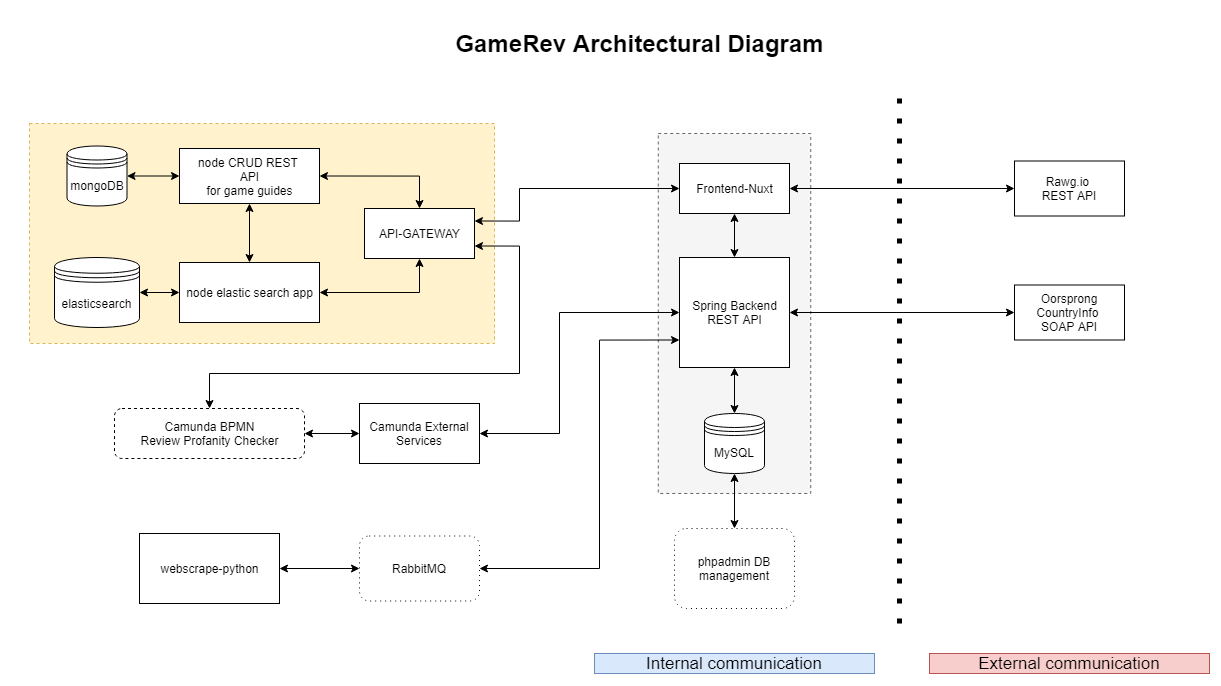 GameRev Architectural Diagram
mongoDB
node CRUD REST
API
for game guides
API-GATEWAY
elasticsearch
node elastic search app
Frontend-Nuxt
Rawg.io
REST API
Spring Backend
REST API
Oorsprong
CountryInfo
SOAP API
Camunda BPMN
Review Profanity Checker
Camunda External
Services
MySQL
webscrape-python
RabbitMQ
phpadmin DB
management
Internal communication
External communication